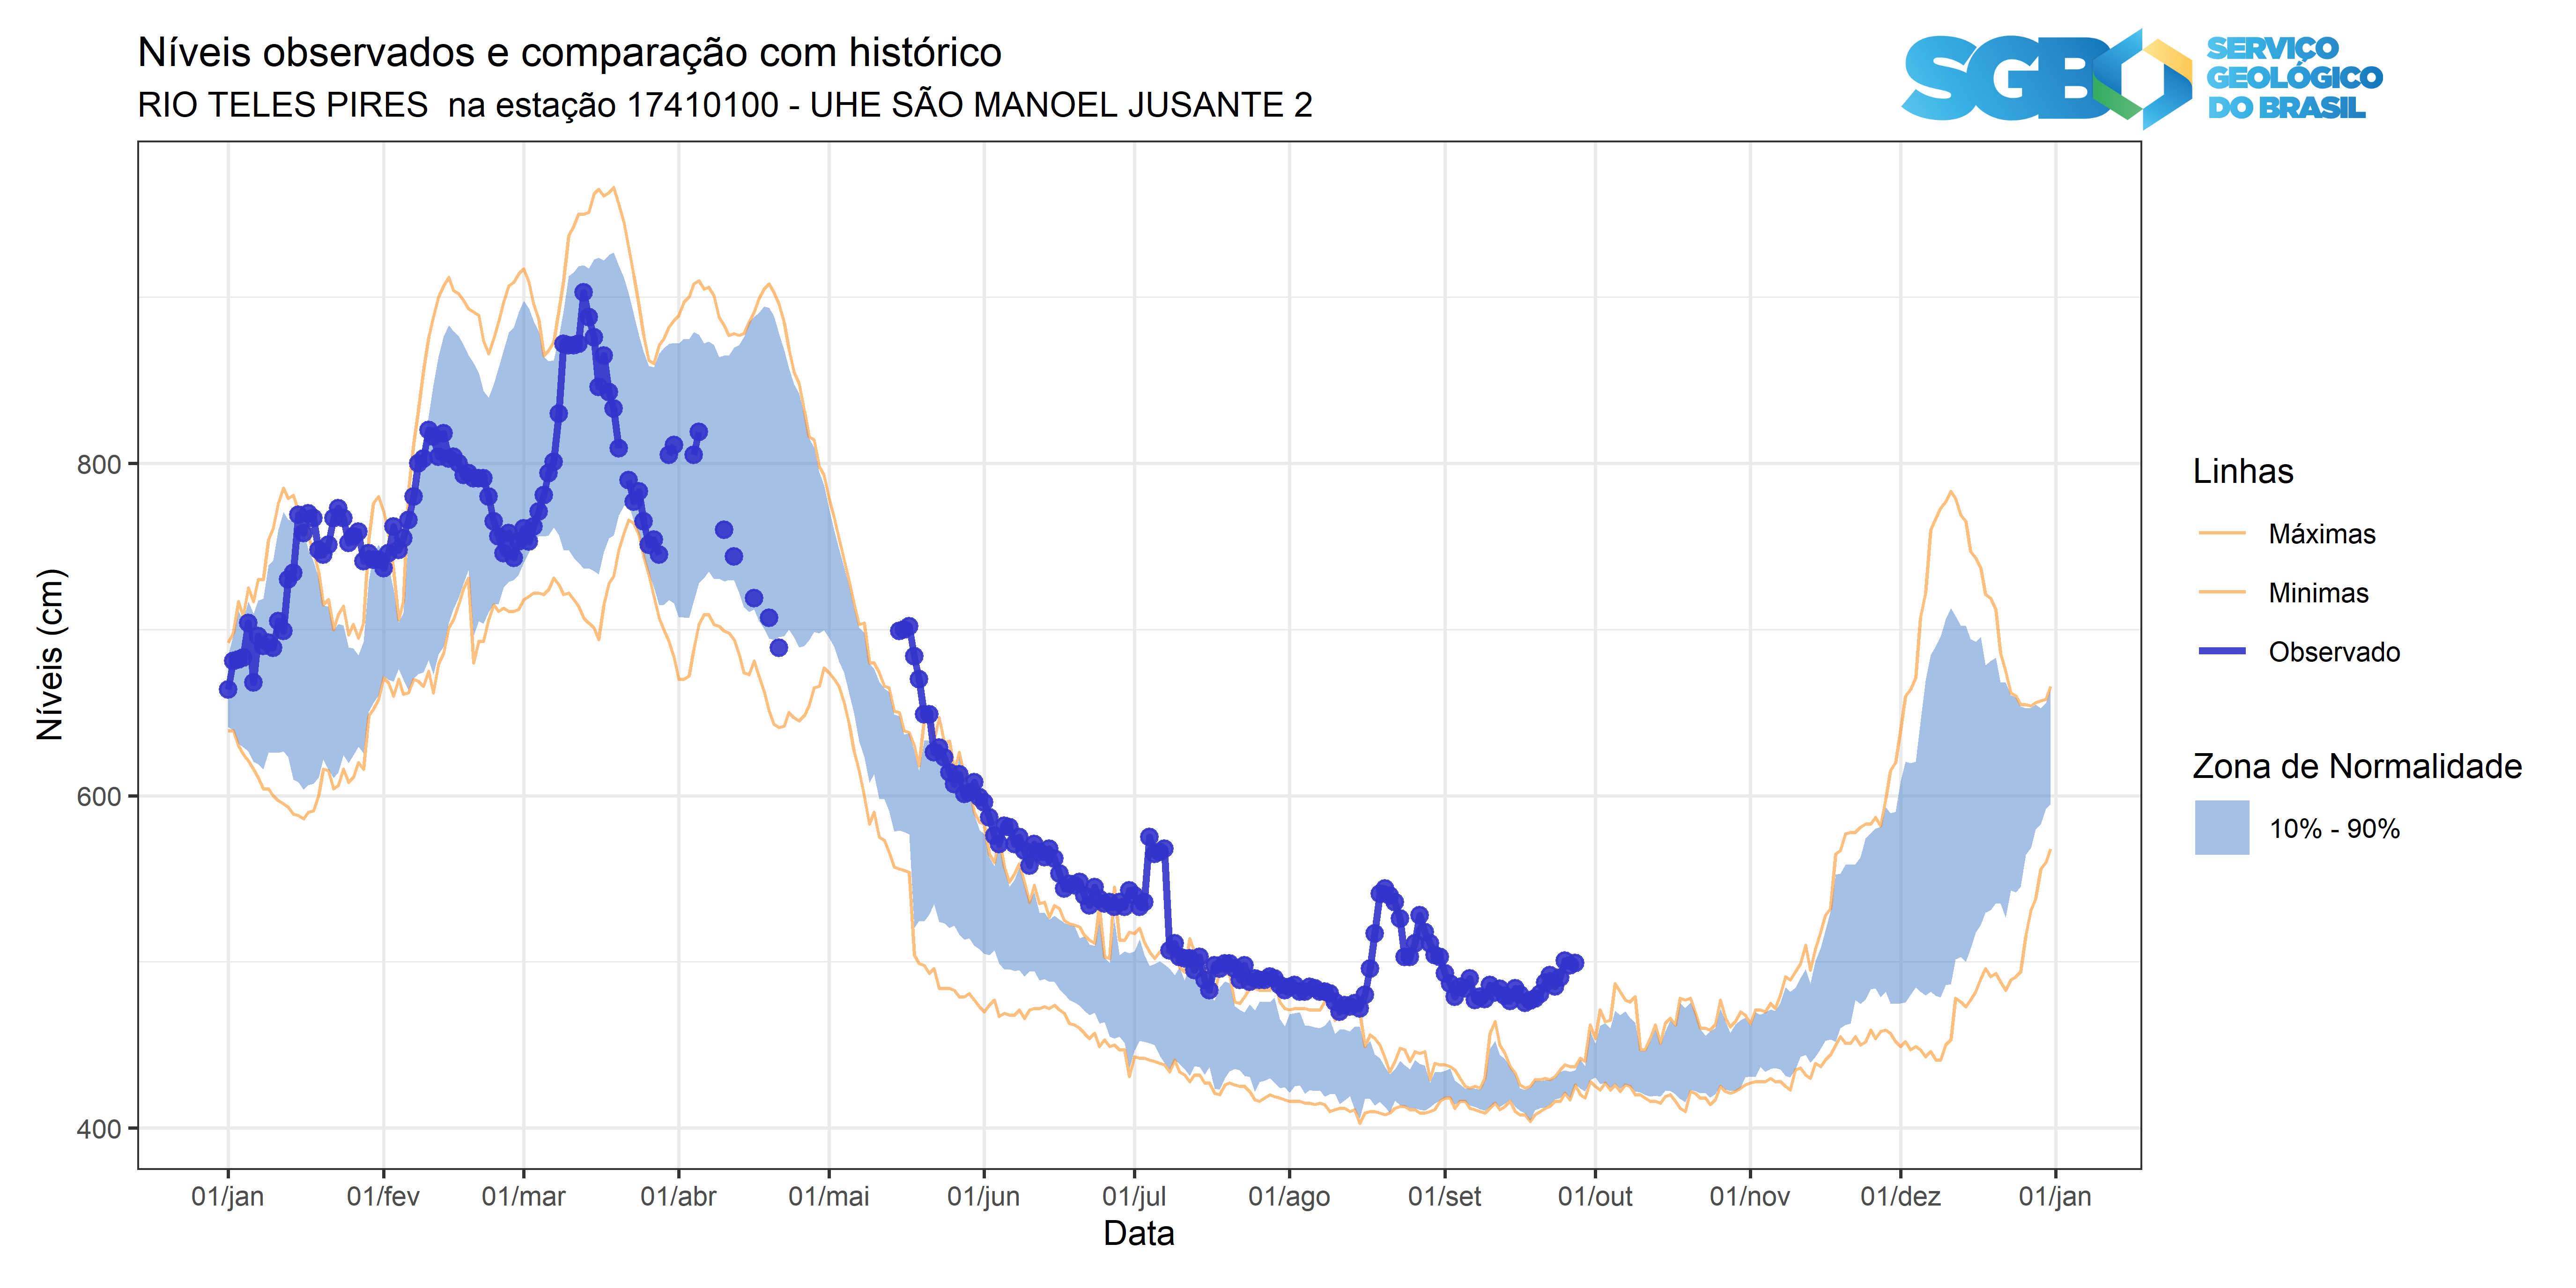 Níveis observados e comparação com histórico
RIO TELES PIRES  na estação 17410100 - UHE SÃO MANOEL JUSANTE 2
SGB
SERVIÇO
GEOLÓGICO
DO BRASIL
Níveis (cm)
800
600
400
01/jan
01/fev
01/mar
01/abr
01/mai
01/jun
01/jul
01/ago
01/set
01/out
01/nov
01/dez
01/jan
Data
Linhas
Máximas
Minimas
Observado
Zona de Normalidade
10% - 90%